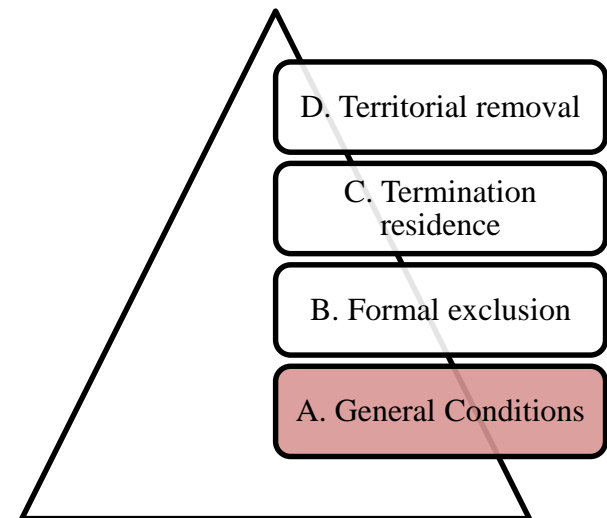 D. Territorial removal
C. Termination
residence
B. Formal exclusion
A. General Conditions